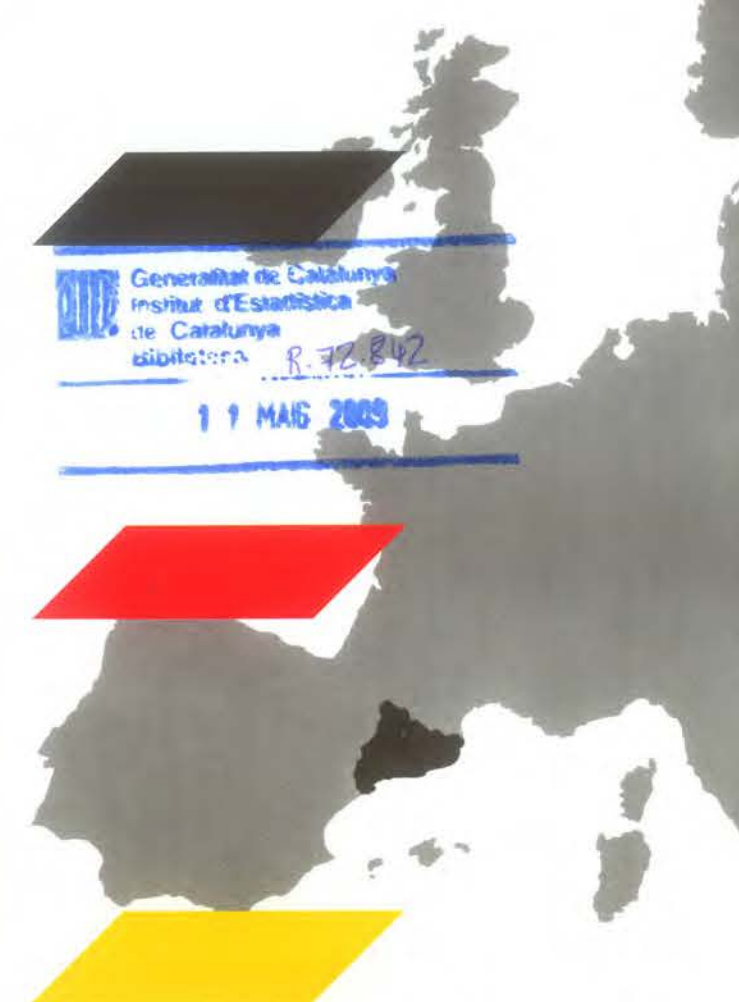 Generalitat de Catalunya
Institut d'Estadística
de Catalunya
Biblioteca R. 72.842
11 MAIG 2009